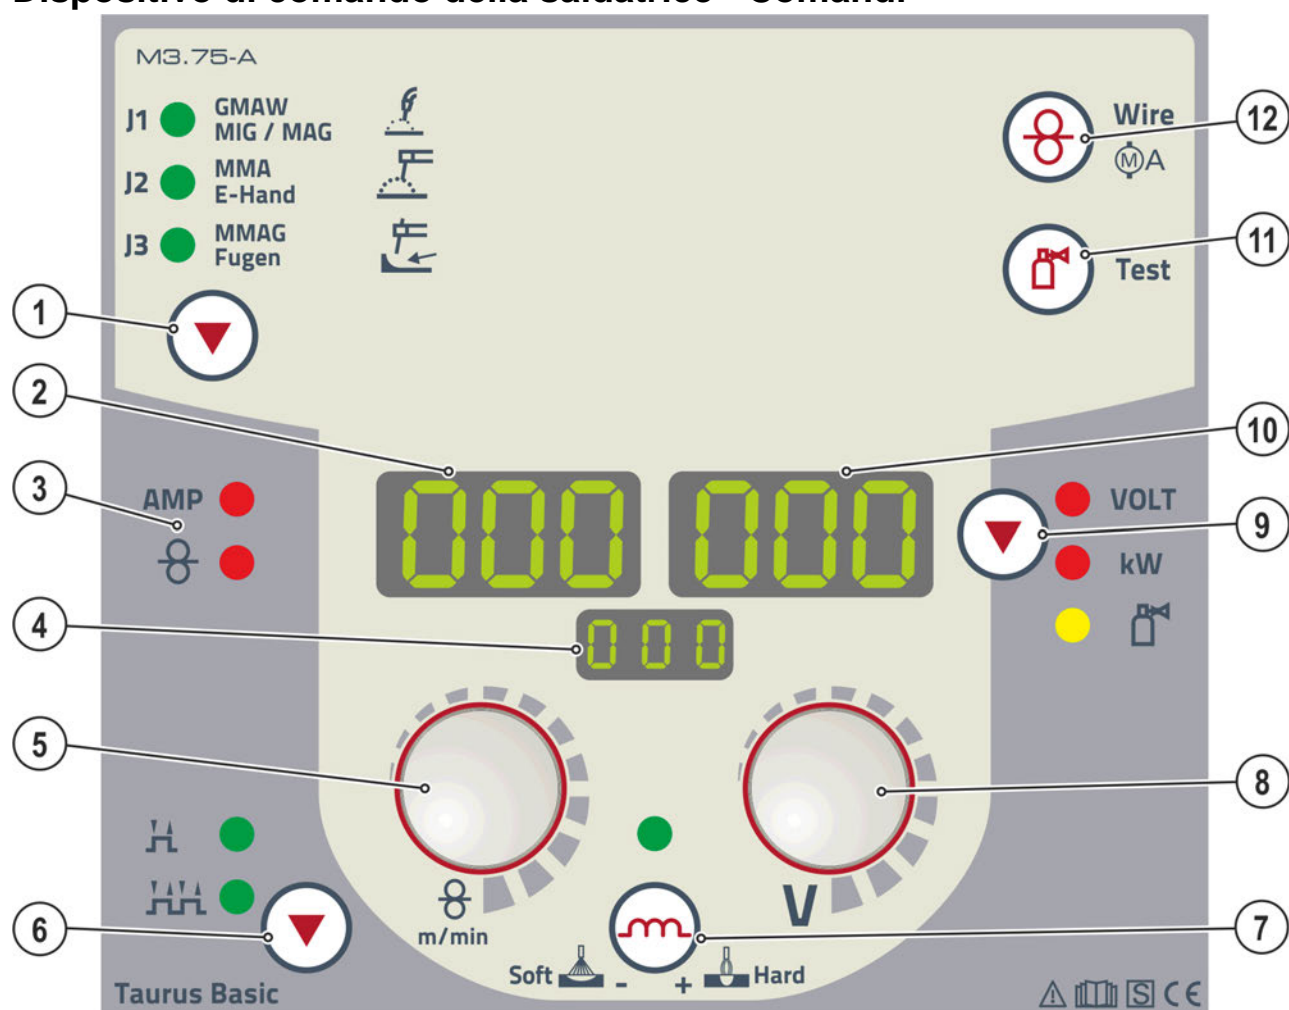 Dispositivo di comando della saldatrice – Comandi
M3.75-A
J1 GMAW
MIG / MAG
J2 MMA
E-Hand
J3 MMAG
Fugen
Wire
M A
Test
12
11
1
2
10
3
AMP
000
000
VOLT
9
kW
4
000
5
8
6
7
m/min
V
Soft - + Hard
Taurus Basic
S CE